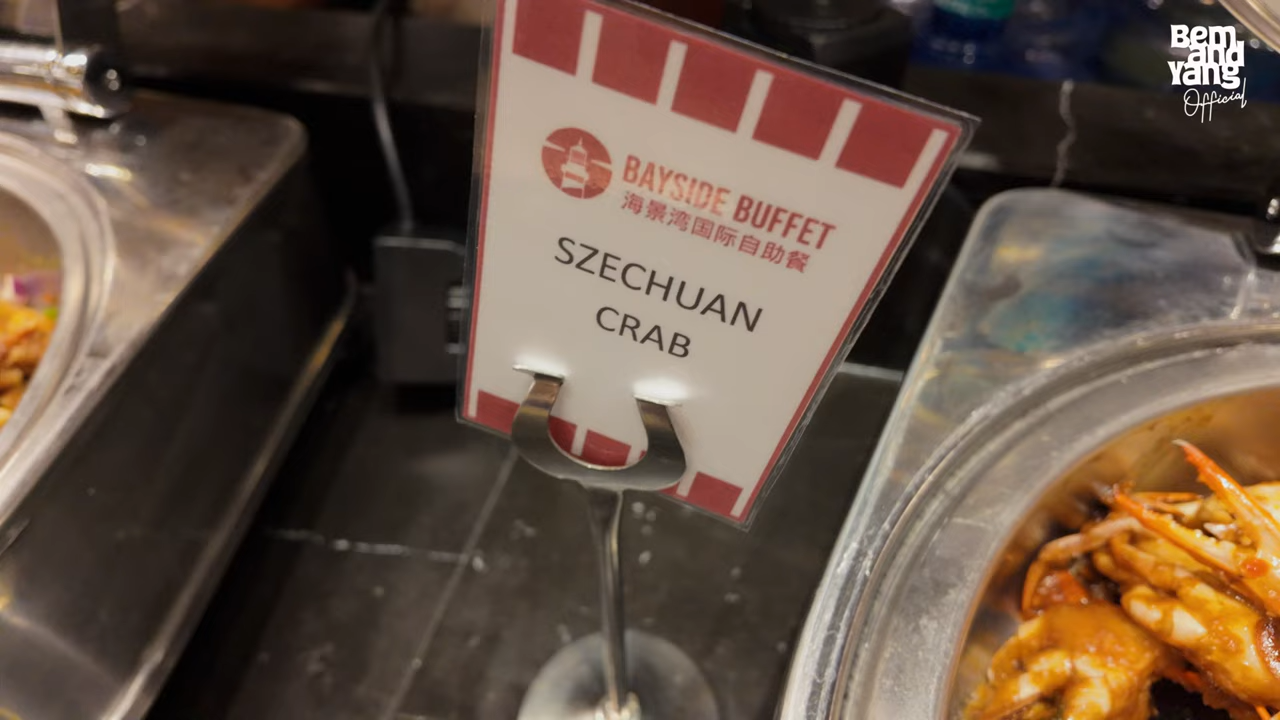 Bem
and
Yang
Official
BAYSIDE BUFFET
海景湾国际自助餐
SZECHUAN
CRAB